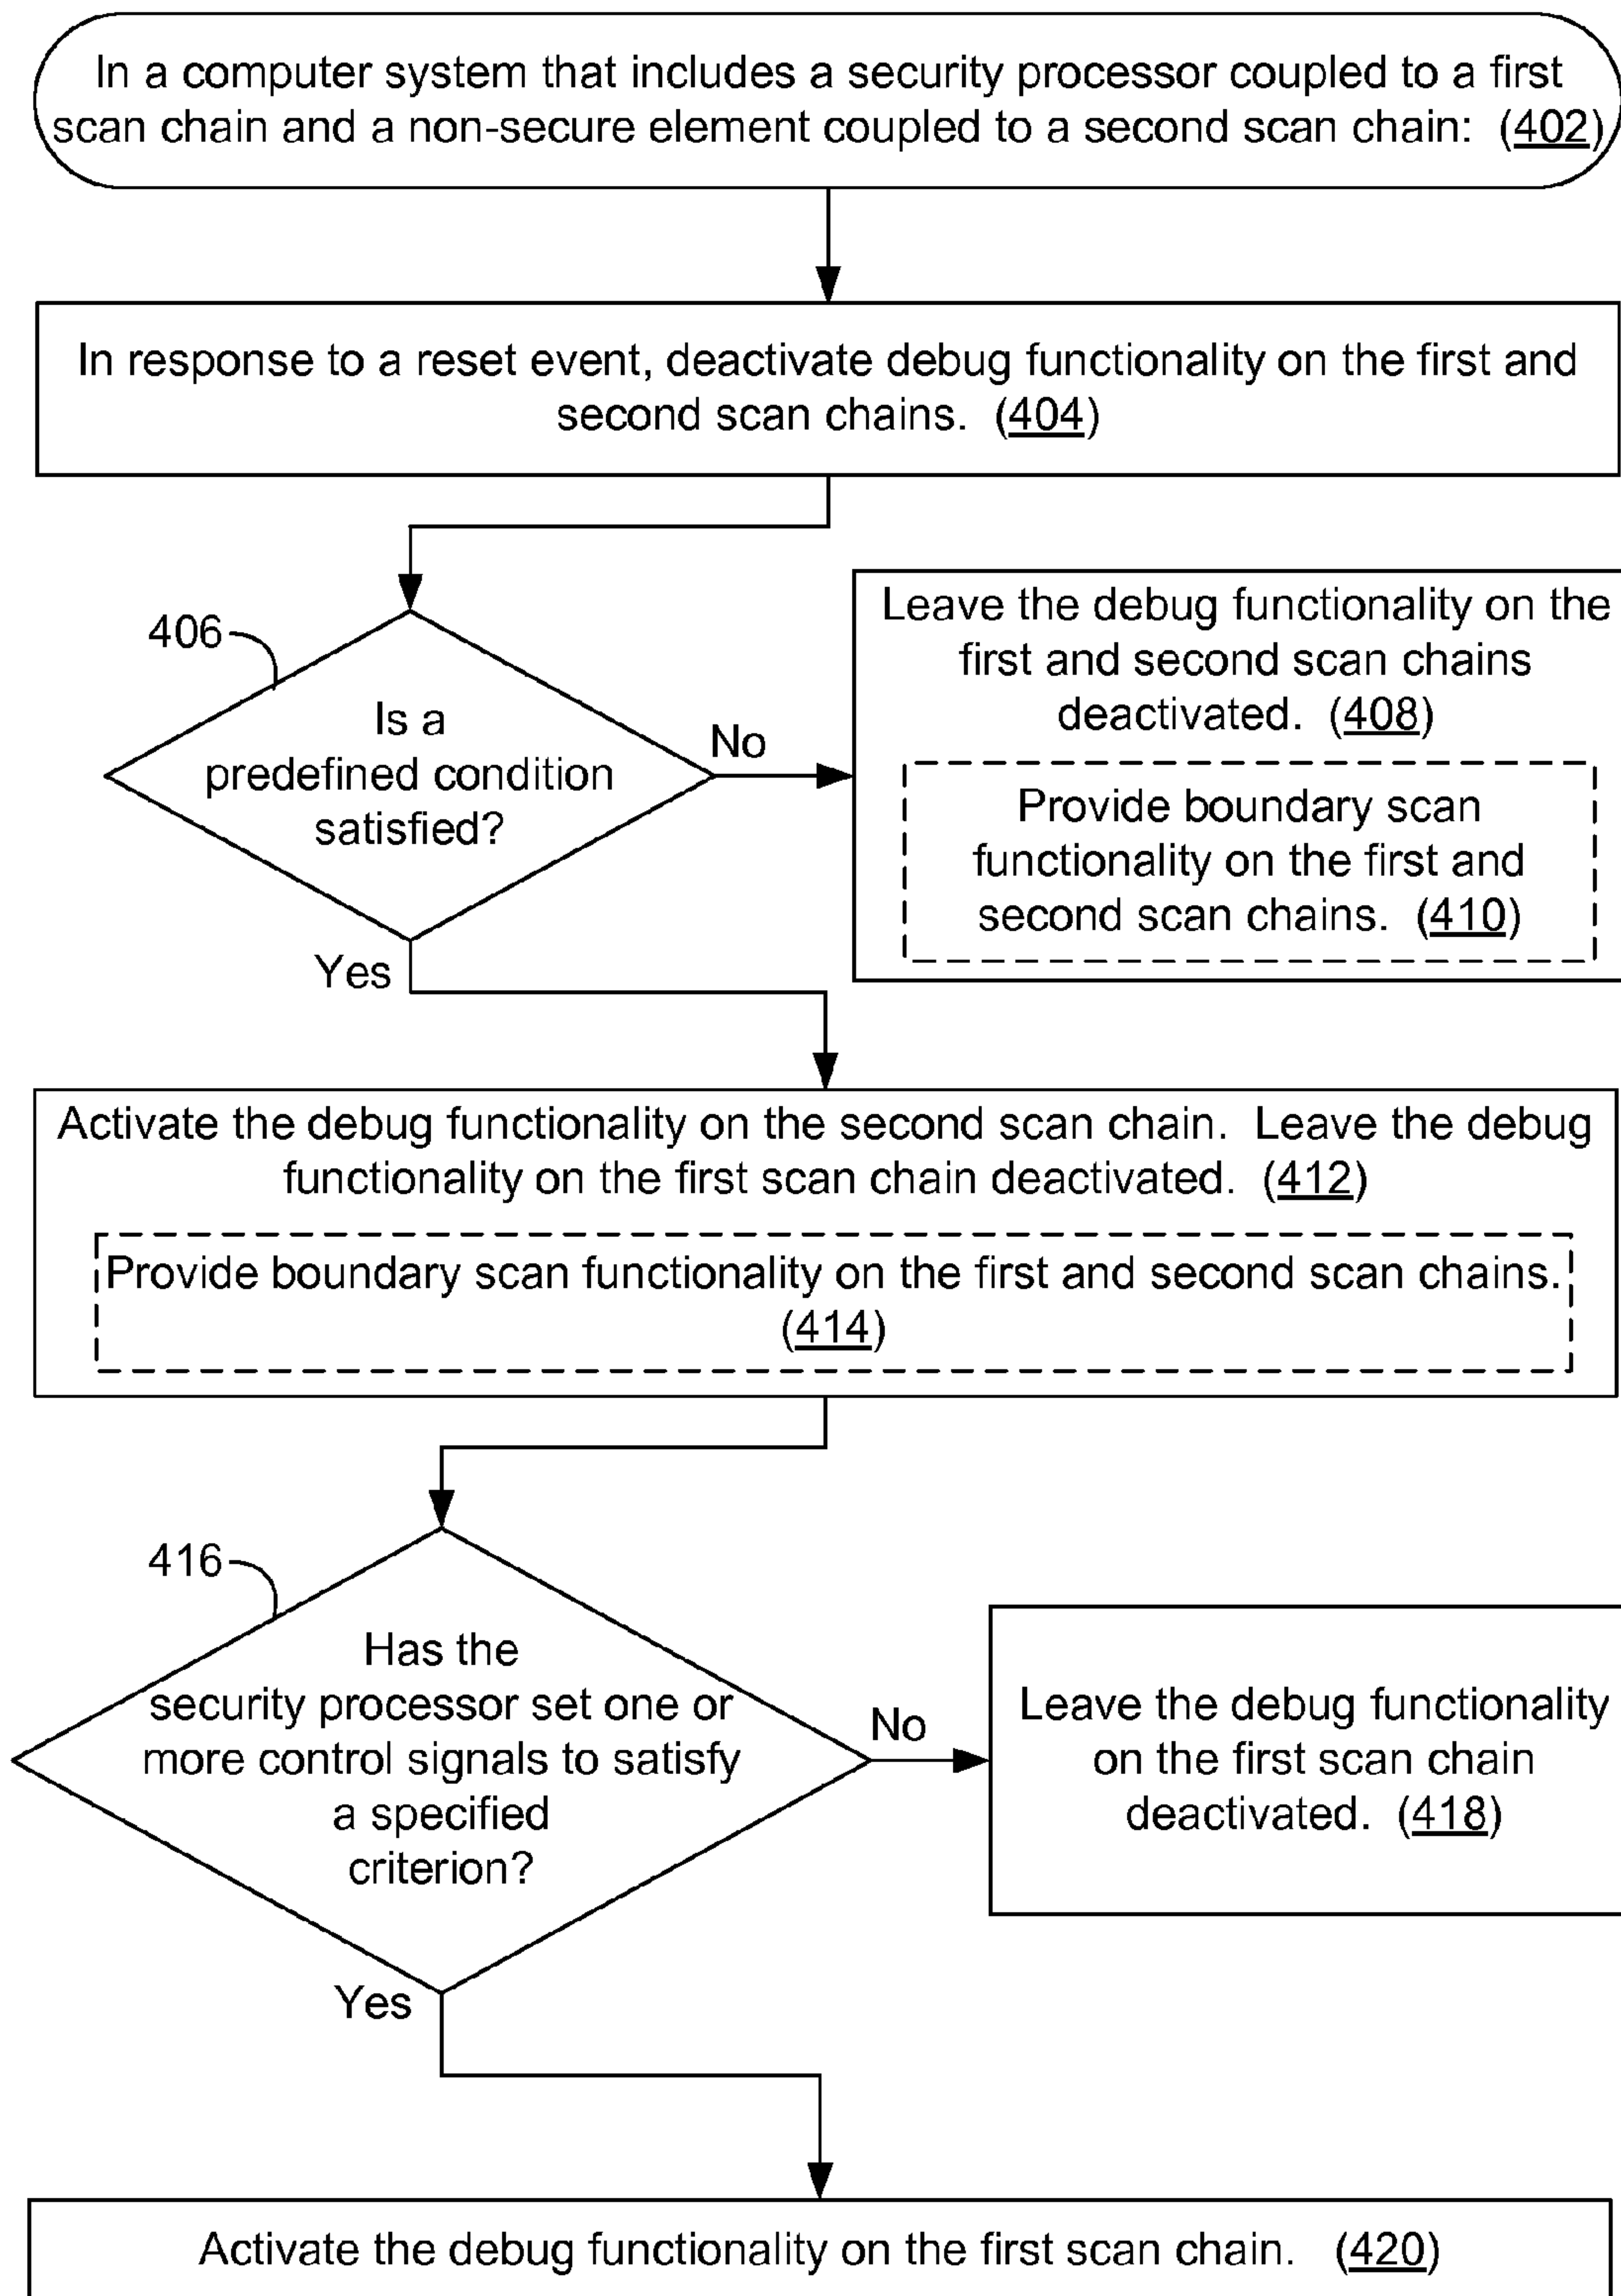 In a computer system that includes a security processor coupled to a first
scan chain and a non-secure element coupled to a second scan chain: (402)
In response to a reset event, deactivate debug functionality on the first and
second scan chains. (404)
406
Is a
predefined condition
satisfied?
No
Yes
Leave the debug functionality on the
first and second scan chains
deactivated. (408)
Provide boundary scan
functionality on the first and
second scan chains. (410)
Activate the debug functionality on the second scan chain. Leave the debug
functionality on the first scan chain deactivated. (412)
Provide boundary scan functionality on the first and second scan chains.
(414)
416
Has the
security processor set one or
more control signals to satisfy
a specified
criterion?
No
Yes
Leave the debug functionality
on the first scan chain
deactivated. (418)
Activate the debug functionality on the first scan chain. (420)